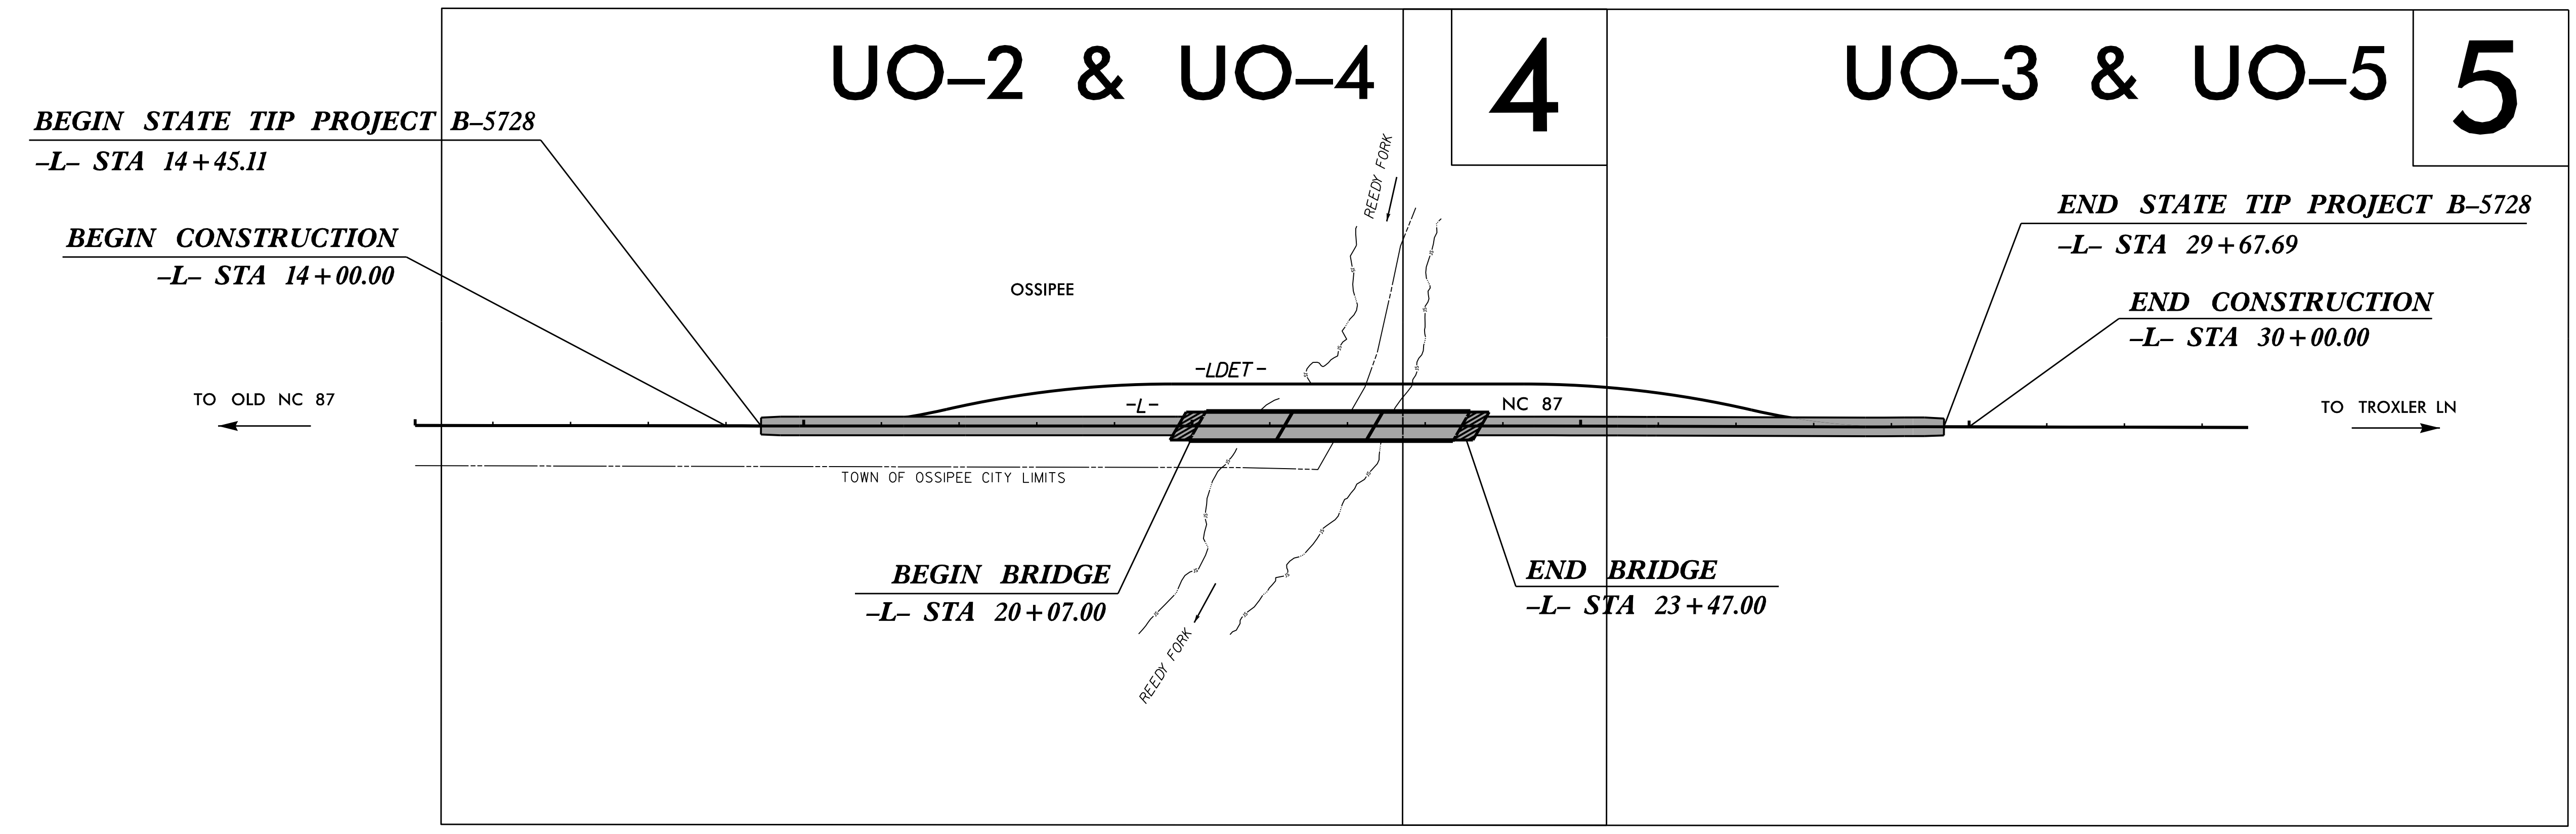 UO–2 & UO–4
4
UO–3 & UO–5
5
BEGIN STATE TIP PROJECT B–5728
–L– STA 14+45.11
BEGIN CONSTRUCTION
–L– STA 14+00.00
END STATE TIP PROJECT B–5728
–L– STA 29+67.69
END CONSTRUCTION
–L– STA 30+00.00
REEDY FORK
OSSIPEE
-LDET-
-L-
NC 87
TO OLD NC 87
TO TROXLER LN
TOWN OF OSSIPEE CITY LIMITS
BEGIN BRIDGE
–L– STA 20+07.00
END BRIDGE
–L– STA 23+47.00
REEDY FORK